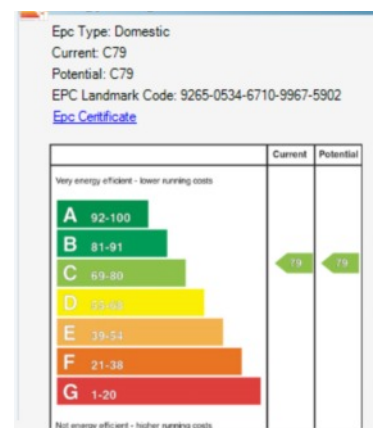 Epc Type: Domestic
Current: C79
Potential: C79
EPC Landmark Code: 9265-0534-6710-9967-5902
Epc Certificate
Current Potential
Very energy efficient - lower running costs
A 92-100
B 81-91
C 69-80
79 79
D 55-68
E 39-54
F 21-38
G 1-20
Not energy efficient - higher running costs